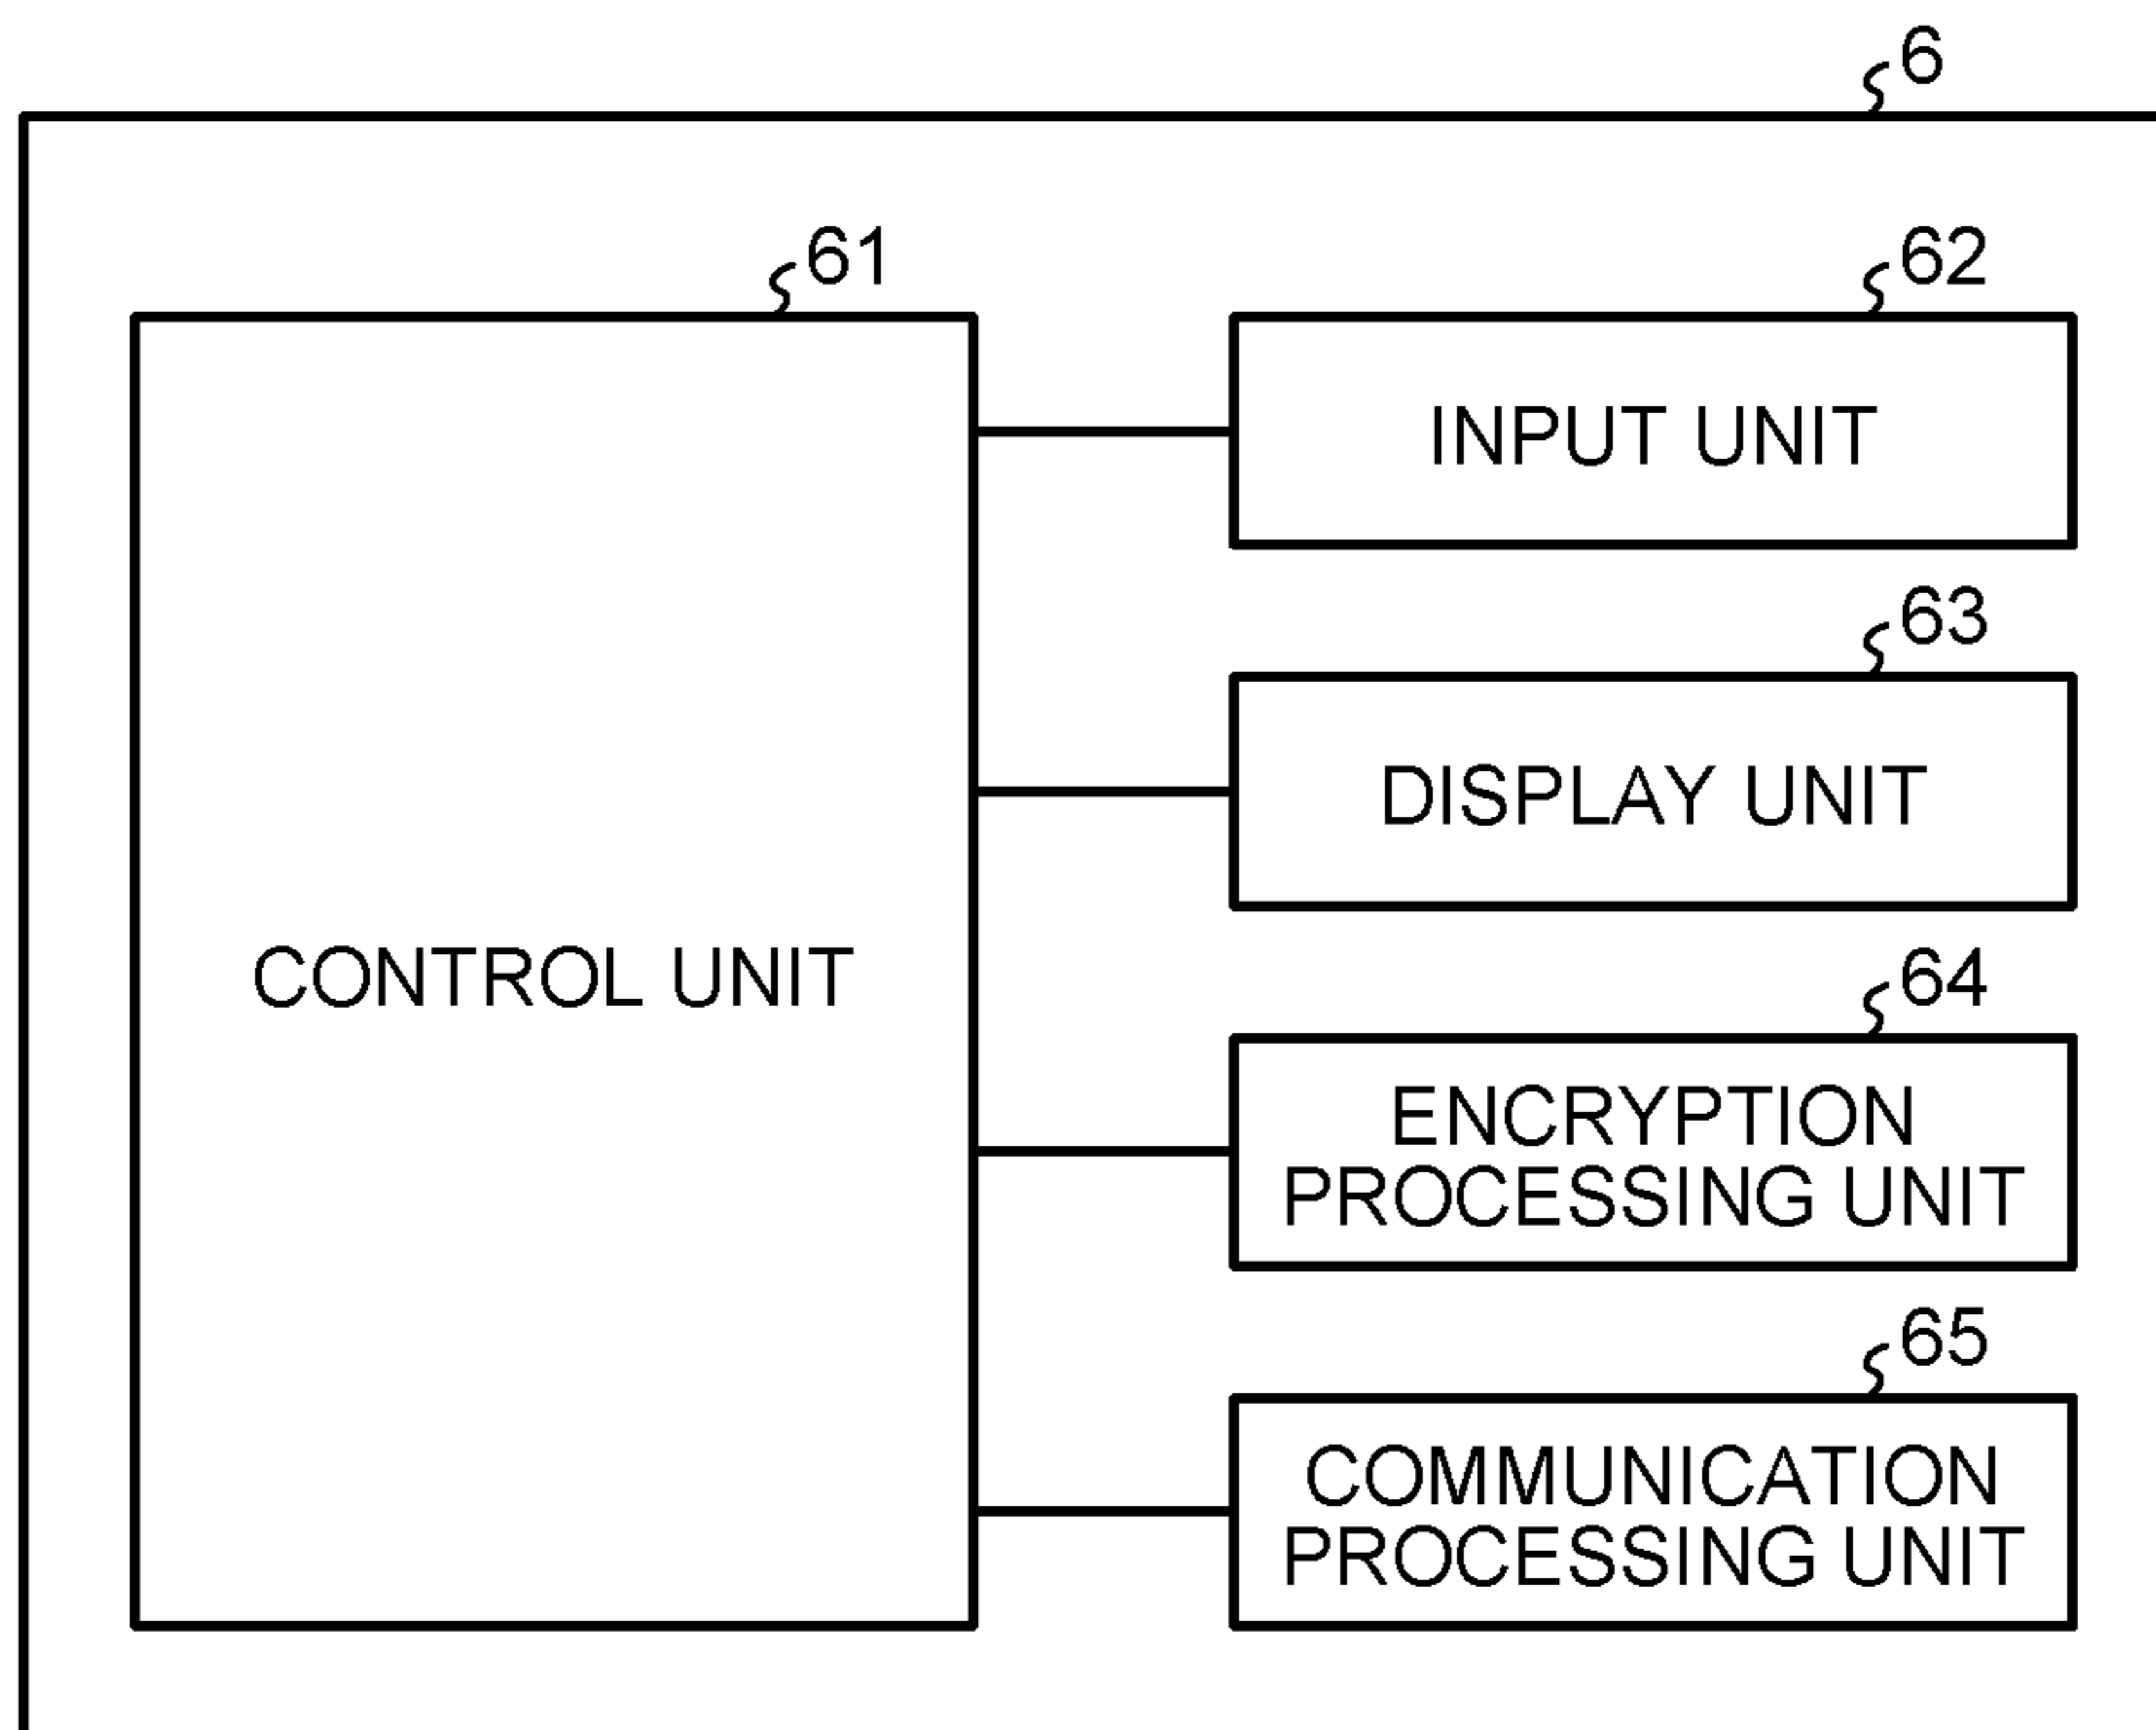 6
61
62
INPUT UNIT
63
DISPLAY UNIT
CONTROL UNIT
64
ENCRYPTION
PROCESSING UNIT
65
COMMUNICATION
PROCESSING UNIT